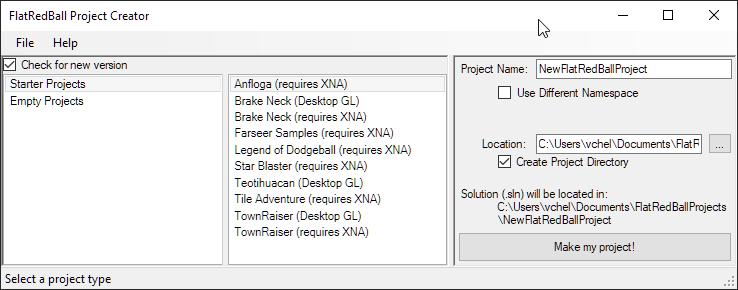 FlatRedBall Project Creator
File Help
Check for new version
Starter Projects
Empty Projects
Anfloga (requires XNA)
Brake Neck (Desktop GL)
Brake Neck (requires XNA)
Farseer Samples (requires XNA)
Legend of Dodgeball (requires XNA)
Star Blaster (requires XNA)
Teotihuacan (Desktop GL)
Tile Adventure (requires XNA)
TownRaiser (Desktop GL)
TownRaiser (requires XNA)
Project Name: NewFlatRedBallProject
Use Different Namespace
Location: C:\Users\vchel\Documents\FlatR ...
Create Project Directory
Solution (.sln) will be located in:
C:\Users\vchel\Documents\FlatRedBallProjects
\NewFlatRedBallProject
Make my project!
Select a project type